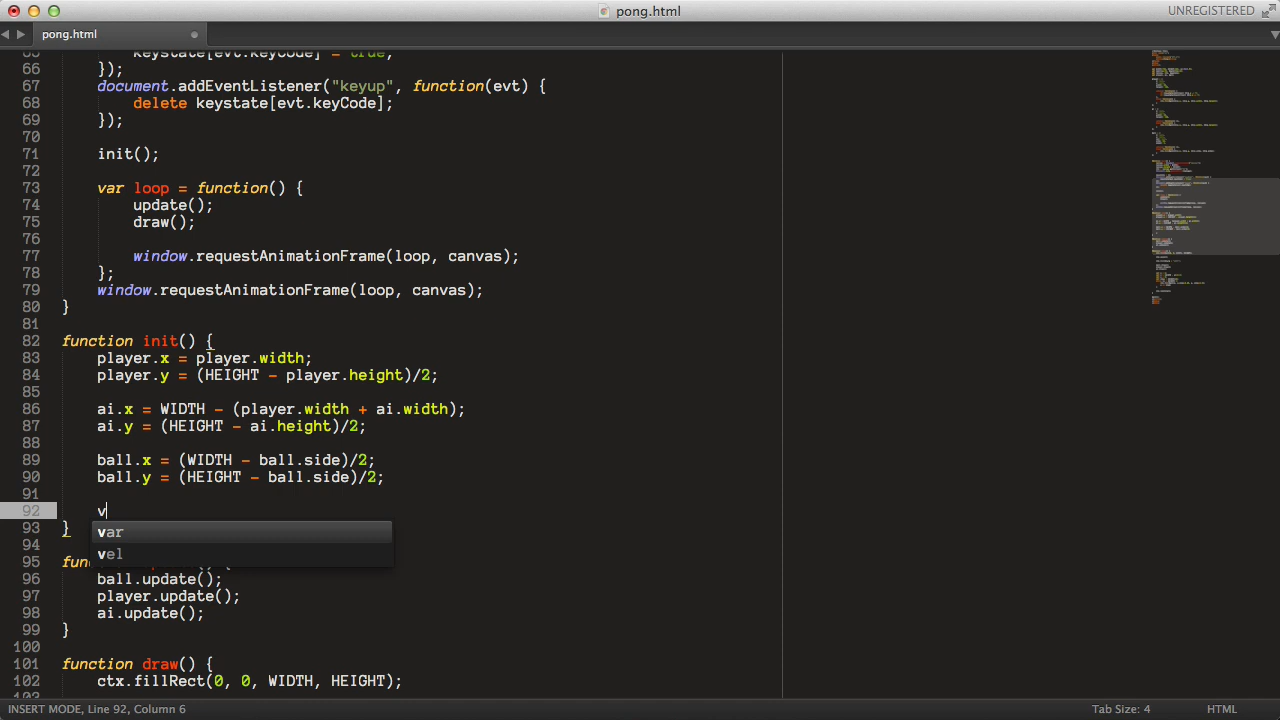 pong.html
UNREGISTERED
pong.html
keystate[evt.keyCode] = true;
66 });
67 document.addEventListener("keyup", function(evt) {
68 delete keystate[evt.keyCode];
69 });
70
71 init();
72
73 var loop = function() {
74 update();
75 draw();
76
77 window.requestAnimationFrame(loop, canvas);
78 };
79 window.requestAnimationFrame(loop, canvas);
80 }
81
82 function init() {
83 player.x = player.width;
84 player.y = (HEIGHT - player.height)/2;
85
86 ai.x = WIDTH - (player.width + ai.width);
87 ai.y = (HEIGHT - ai.height)/2;
88
89 ball.x = (WIDTH - ball.side)/2;
90 ball.y = (HEIGHT - ball.side)/2;
91
92 v
93 }
var
vel
94
95
96 ball.update();
97 player.update();
98 ai.update();
99 }
100
101 function draw() {
102 ctx.fillRect(0, 0, WIDTH, HEIGHT);
INSERT MODE, Line 92, Column 6
Tab Size: 4
HTML